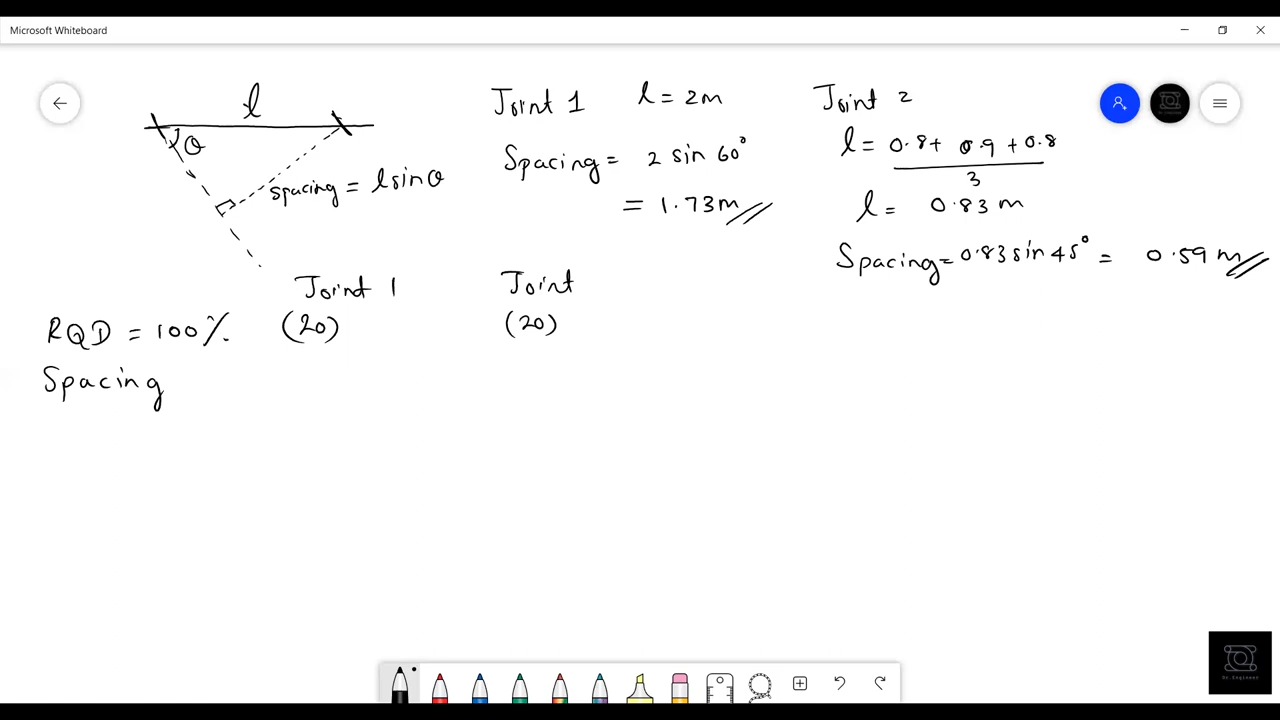 Microsoft Whiteboard
l
θ
spacing = l sin θ
Joint 1 l = 2m
Spacing = 2 sin 60°
= 1.73m
Joint 2
l = 0.8 + 0.9 + 0.8
3
l = 0.83 m
Spacing = 0.83 sin 45° = 0.59 m
Joint 1 Joint
RQD = 100% (20) (20)
Spacing
Dr.Engineer